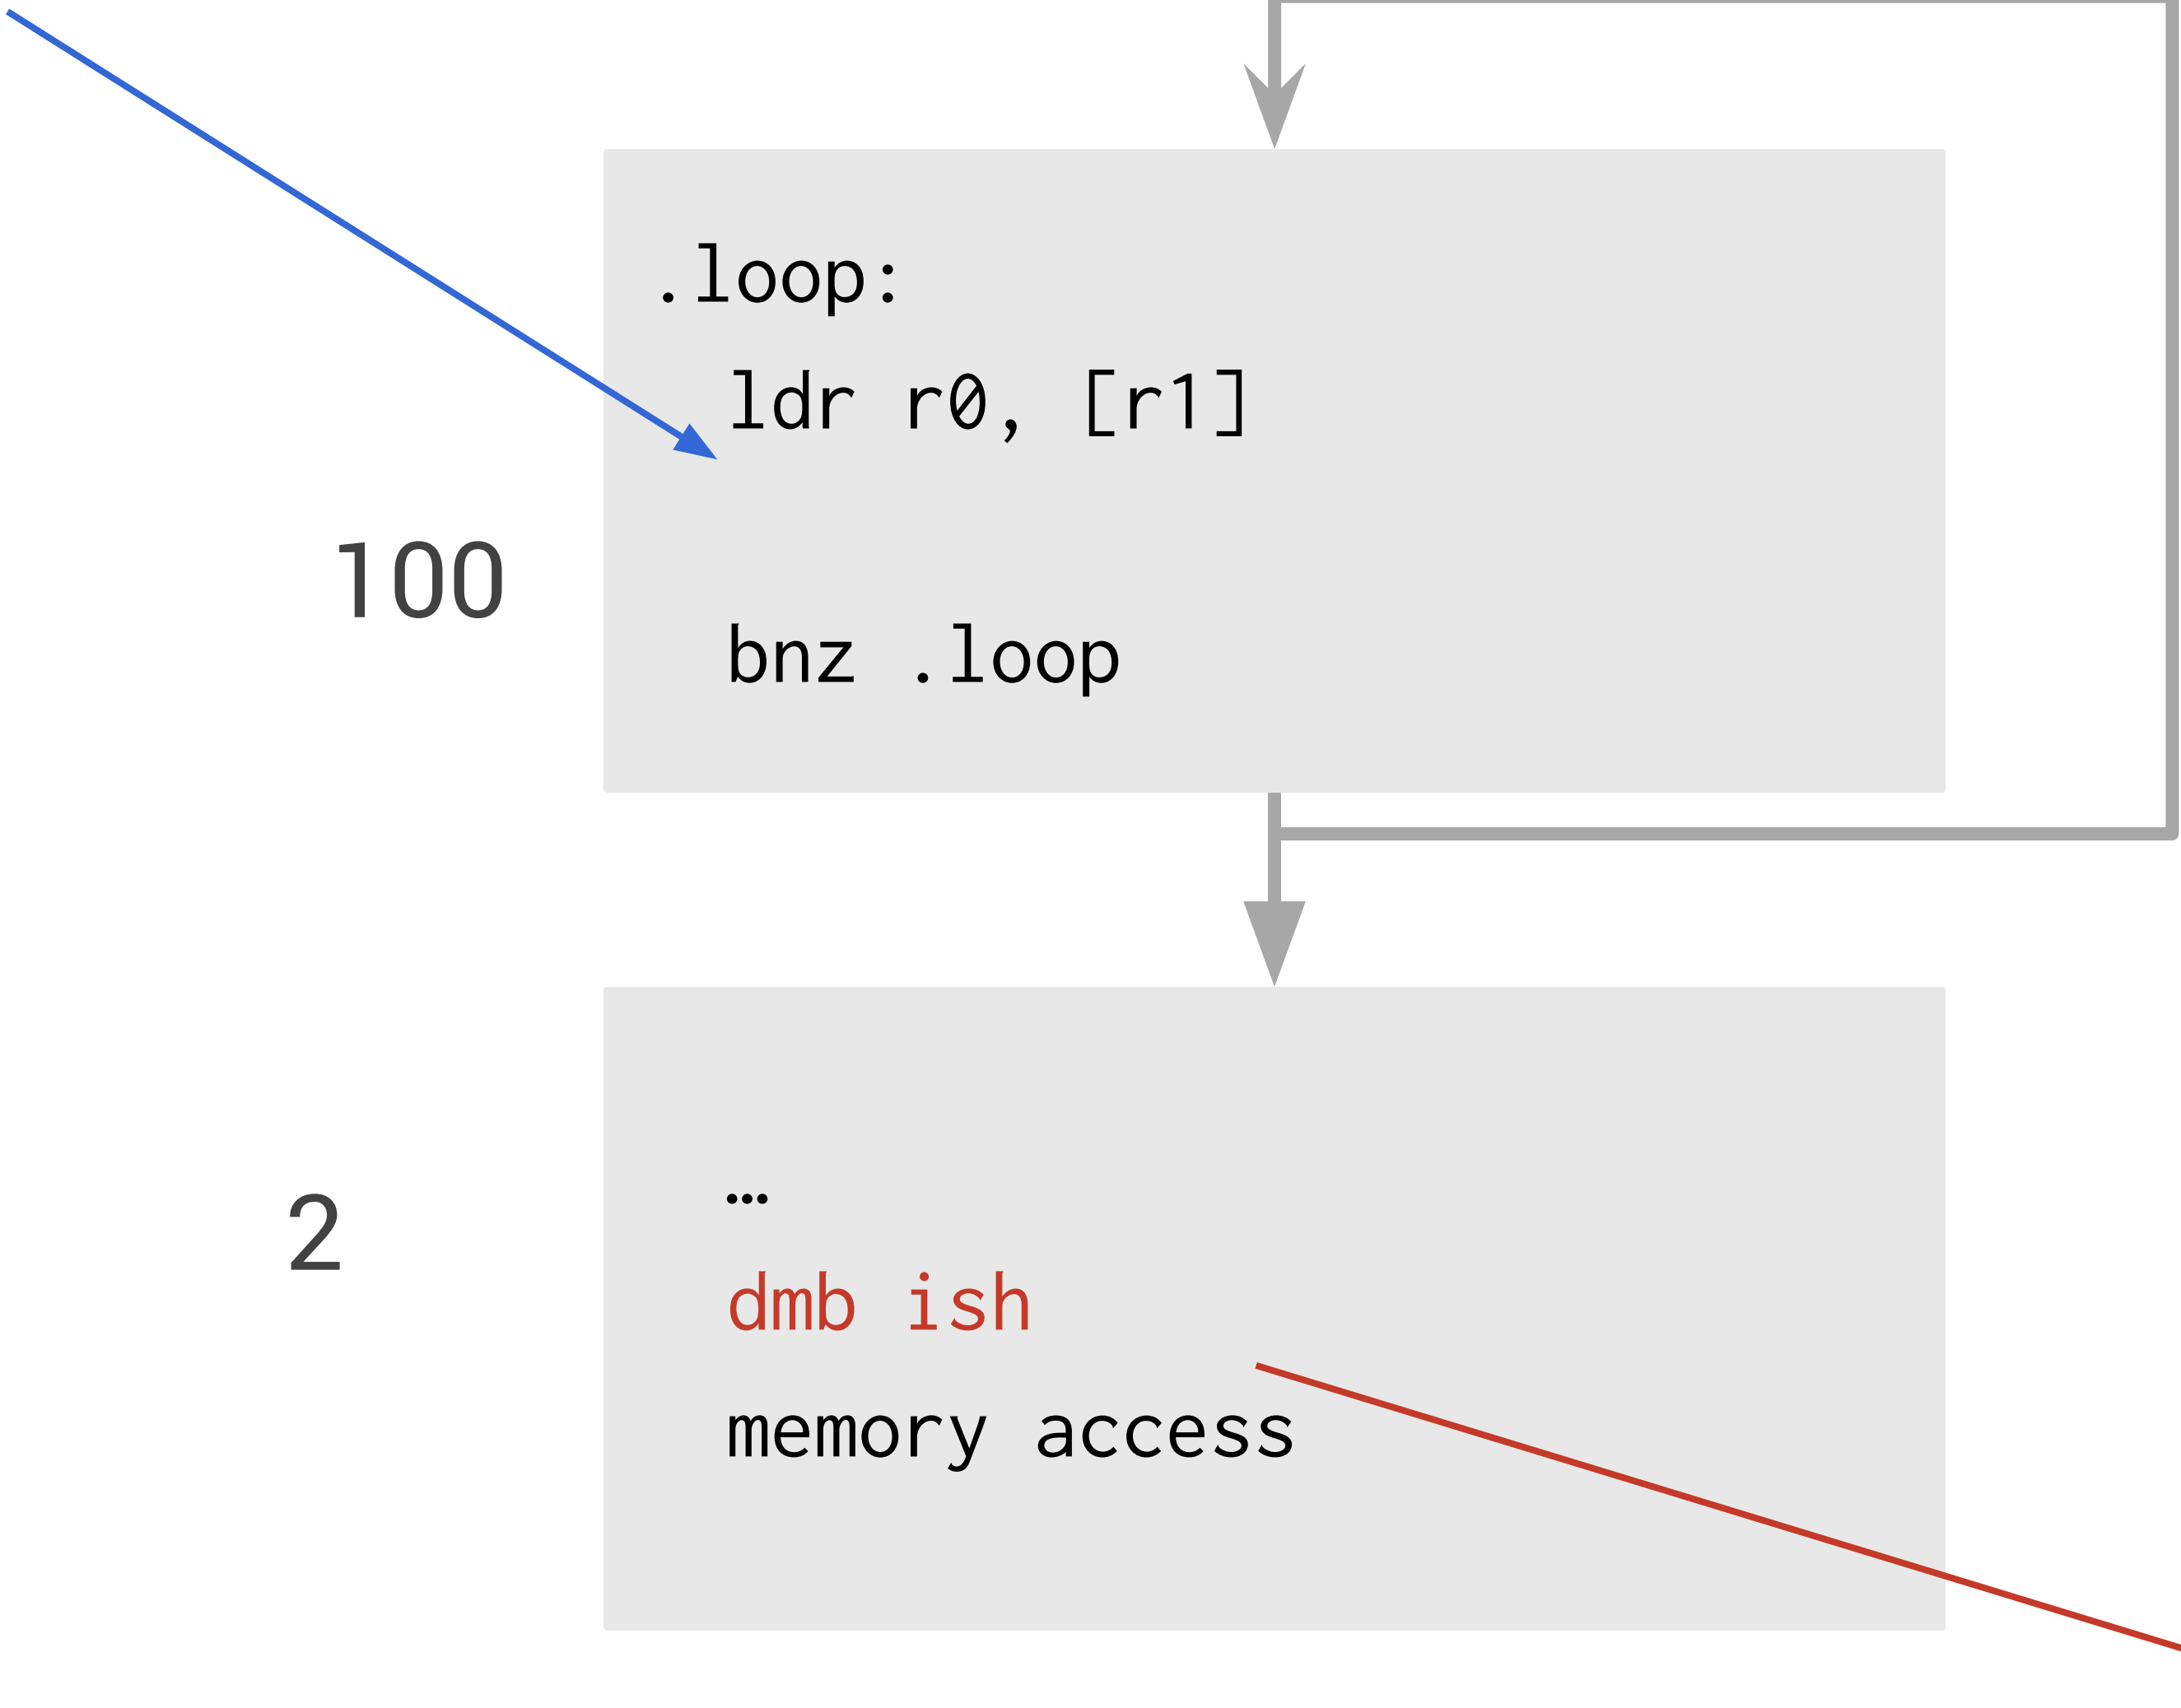 .loop:
ldr r0, [r1]
100
bnz .loop
…
2
dmb ish
memory access